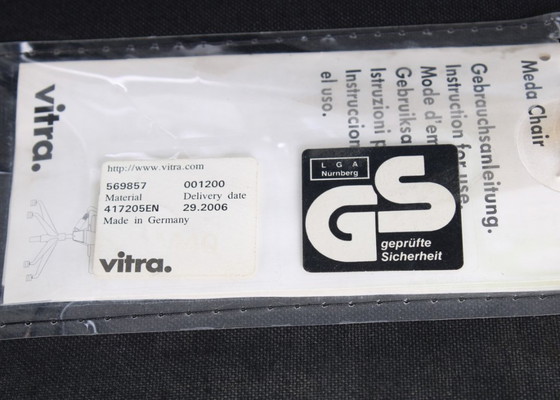 vitra.
Meda Chair
Gebrauchsanleitung.
Instruction for use.
Mode d'em
Gebruiksa
Istruzioni p
Instruccion
el uso.
http://www.vitra.com
569857 001200
Material Delivery date
417205EN 29.2006
Made in Germany
vitra.
LGA
Nürnberg
GS
geprüfte
Sicherheit